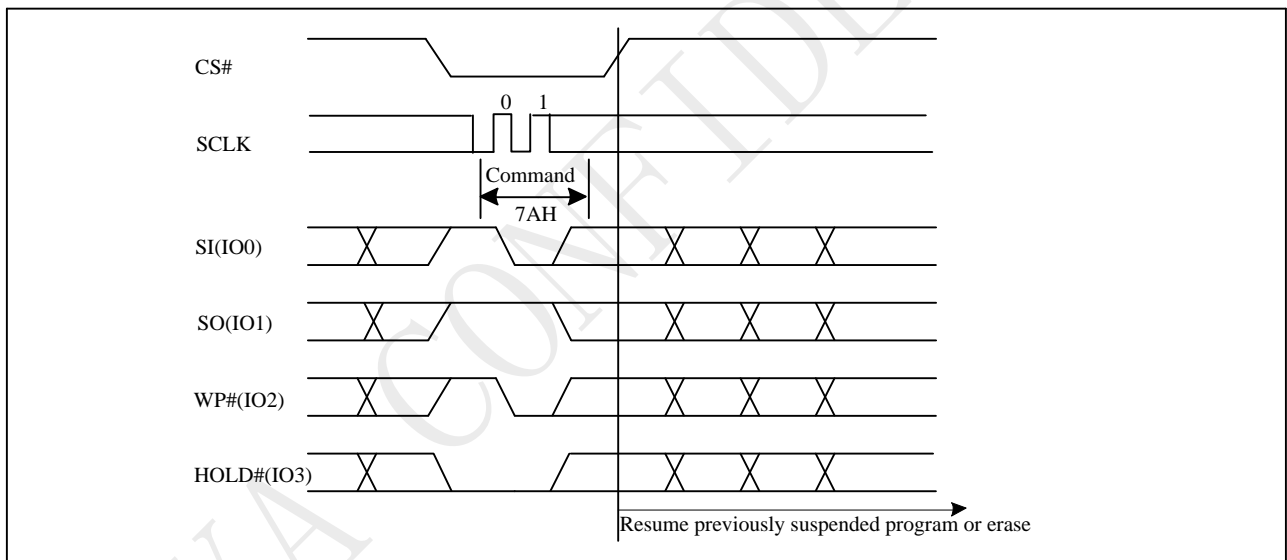 CS#
0 1
SCLK
Command
7AH
SI(IO0)
SO(IO1)
WP#(IO2)
HOLD#(IO3)
Resume previously suspended program or erase